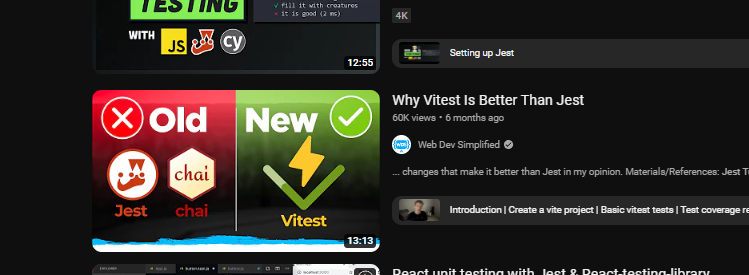 TESTING
fill it with creatures
it is good (2 ms)
WITH JS cy
12:55
4K
Setting up Jest
Old New
chai
Jest chai Vitest
13:13
Why Vitest Is Better Than Jest
60K views • 6 months ago
Web Dev Simplified
... changes that make it better than Jest in my opinion. Materials/References: Jest
Introduction | Create a vite project | Basic vitest tests | Test coverage
React unit testing with Jest & React-testing-library